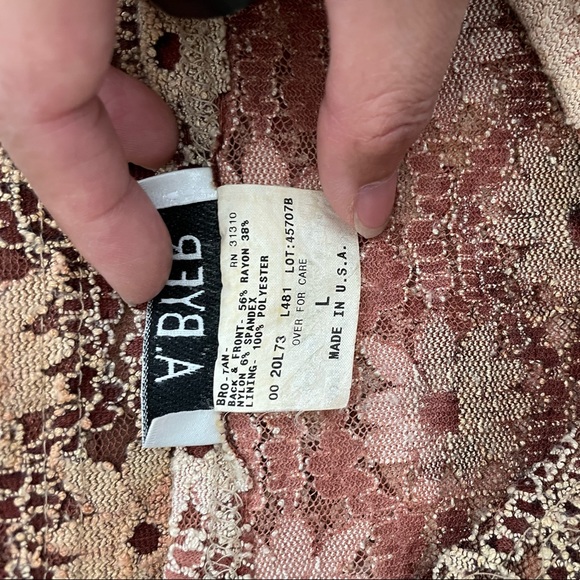 A.BYER
RN 31310
BRO-TAN-
BACK & FRONT- 56% RAYON 38%
NYLON 6% SPANDEX
LINING- 100% POLYESTER
00 20L73 L481 LOT:45707B
OVER FOR CARE
L
MADE IN U.S.A.